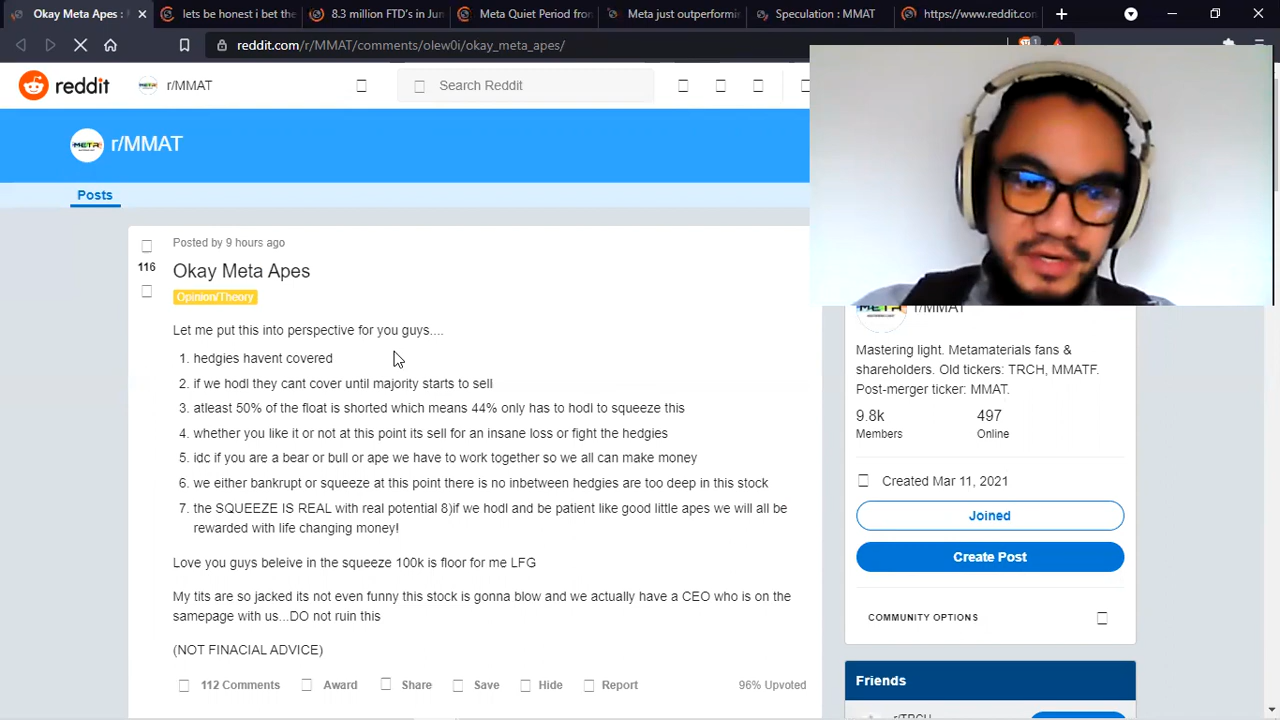 Okay Meta Apes :
lets be honest i bet the
8.3 million FTD's in Jun
Meta Quiet Period from
Meta just outperformin
Speculation : MMAT
https://www.reddit.con
reddit.com/r/MMAT/comments/olew0i/okay_meta_apes/
reddit
r/MMAT
Search Reddit
META
r/MMAT
Posts
Posted by 9 hours ago
116
Okay Meta Apes
Opinion/Theory
Let me put this into perspective for you guys....
1. hedgies havent covered
2. if we hodl they cant cover until majority starts to sell
3. atleast 50% of the float is shorted which means 44% only has to hodl to squeeze this
4. whether you like it or not at this point its sell for an insane loss or fight the hedgies
5. idc if you are a bear or bull or ape we have to work together so we all can make money
6. we either bankrupt or squeeze at this point there is no inbetween hedgies are too deep in this stock
7. the SQUEEZE IS REAL with real potential 8)if we hodl and be patient like good little apes we will all be
rewarded with life changing money!
Love you guys beleive in the squeeze 100k is floor for me LFG
My tits are so jacked its not even funny this stock is gonna blow and we actually have a CEO who is on the
samepage with us...DO not ruin this
(NOT FINACIAL ADVICE)
112 Comments
Award
Share
Save
Hide
Report
96% Upvoted
META
r/MMAT
Mastering light. Metamaterials fans &
shareholders. Old tickers: TRCH, MMATF.
Post-merger ticker: MMAT.
9.8k
497
Members
Online
Created Mar 11, 2021
Joined
Create Post
COMMUNITY OPTIONS
Friends
r/TRCH